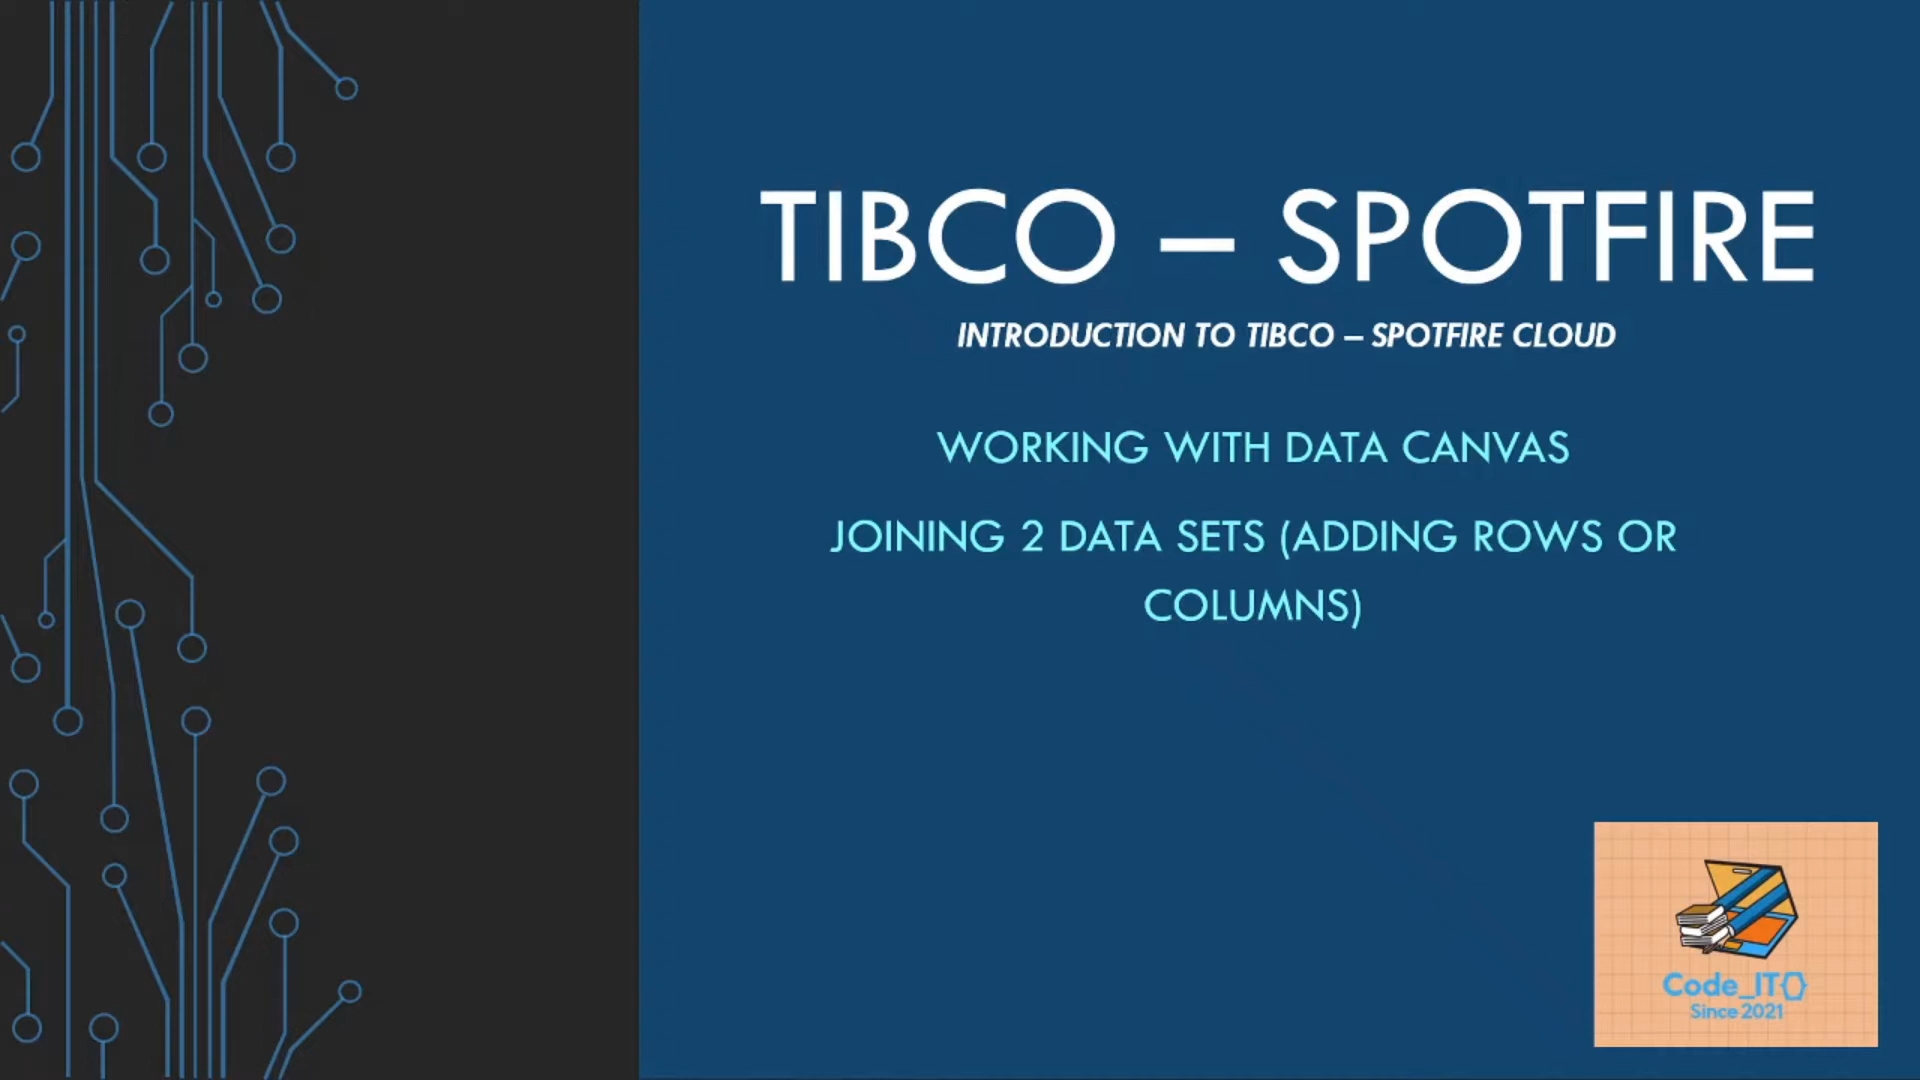 TIBCO – SPOTFIRE
INTRODUCTION TO TIBCO – SPOTFIRE CLOUD
WORKING WITH DATA CANVAS
JOINING 2 DATA SETS (ADDING ROWS OR
COLUMNS)
Code_IT{}
Since 2021